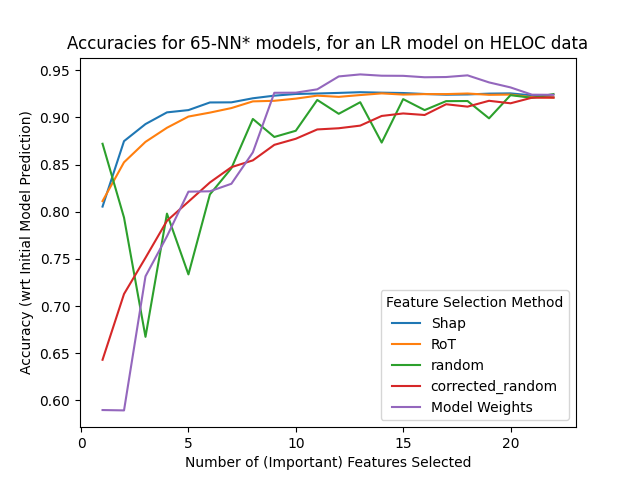 Accuracies for 65-NN* models, for an LR model on HELOC data
Accuracy (wrt Initial Model Prediction)
0.95
0.90
0.85
0.80
0.75
0.70
0.65
0.60
Feature Selection Method
Shap
RoT
random
corrected_random
Model Weights
0
5
10
15
20
Number of (Important) Features Selected